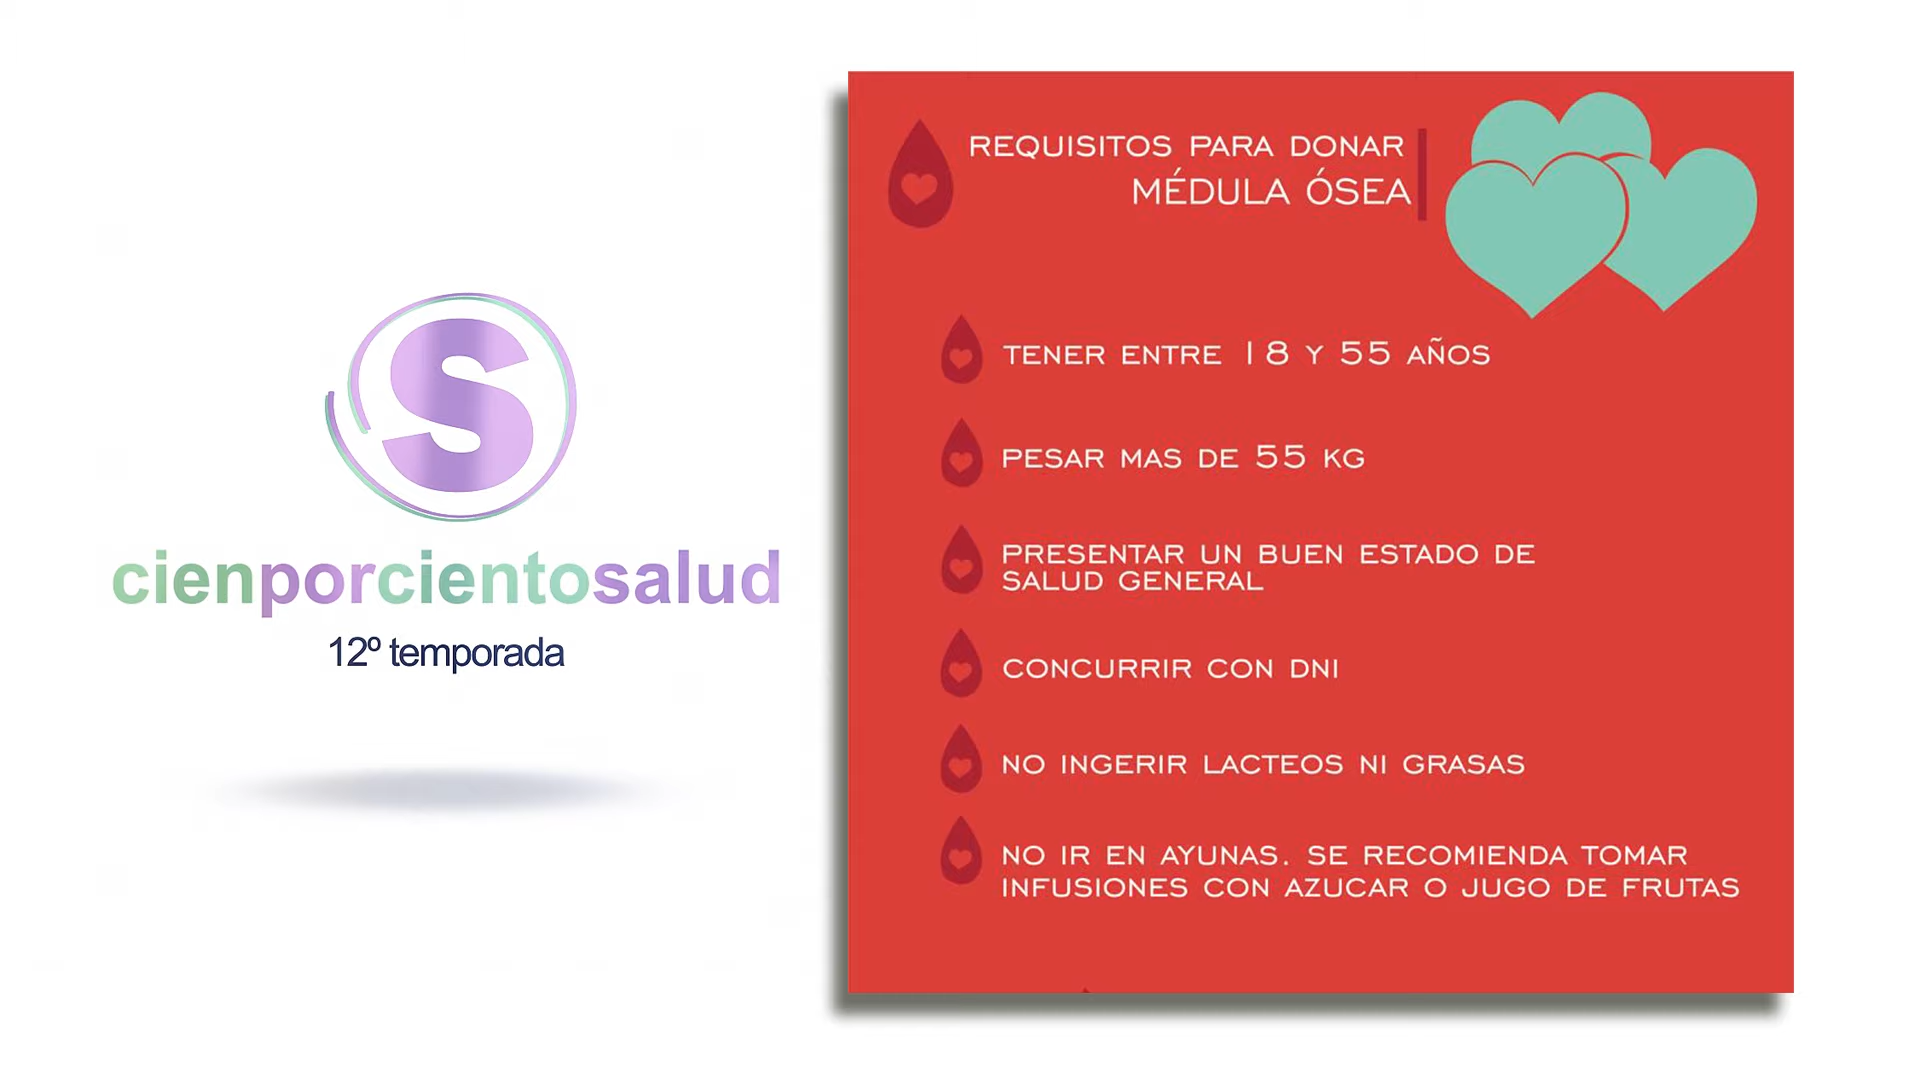 S
cienporcientosalud
12º temporada
REQUISITOS PARA DONAR
MÉDULA ÓSEA
TENER ENTRE 18 Y 55 AÑOS
PESAR MAS DE 55 KG
PRESENTAR UN BUEN ESTADO DE
SALUD GENERAL
CONCURRIR CON DNI
NO INGERIR LACTEOS NI GRASAS
NO IR EN AYUNAS. SE RECOMIENDA TOMAR
INFUSIONES CON AZUCAR O JUGO DE FRUTAS